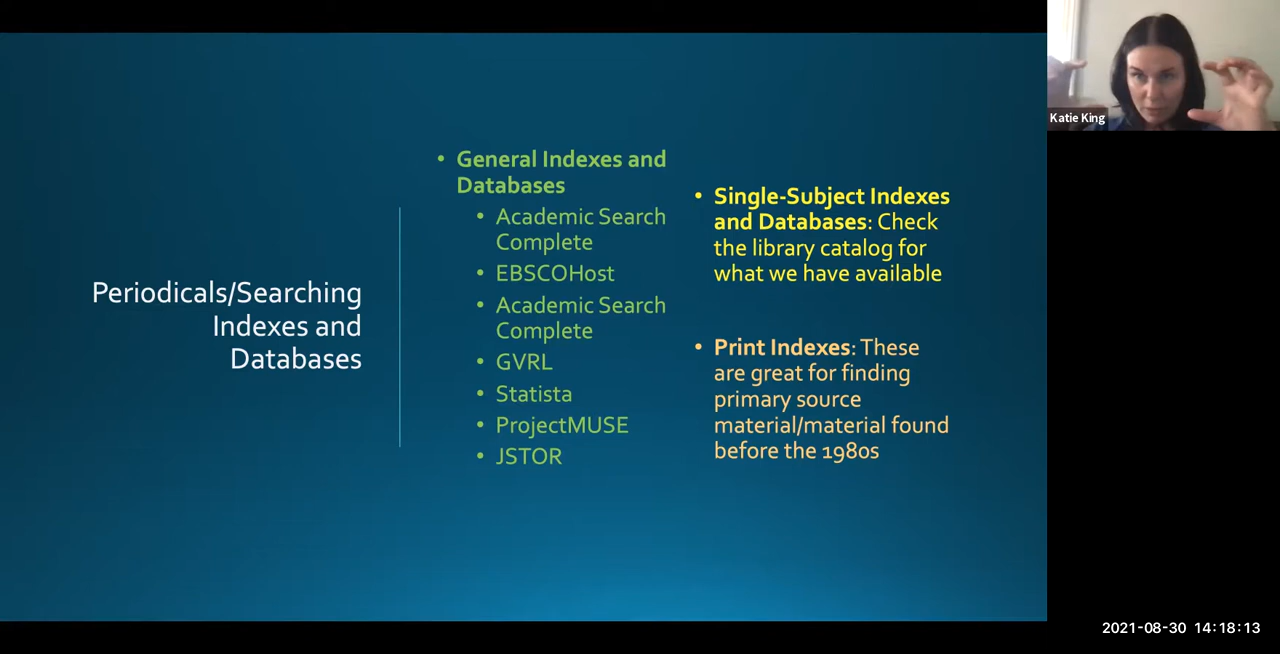 Periodicals/Searching
Indexes and
Databases
• General Indexes and
Databases
• Academic Search
Complete
• EBSCOHost
• Academic Search
Complete
• GVRL
• Statista
• ProjectMUSE
• JSTOR
• Single-Subject Indexes
and Databases: Check
the library catalog for
what we have available
• Print Indexes: These
are great for finding
primary source
material/material found
before the 1980s
Katie King
2021-08-30 14:18:13